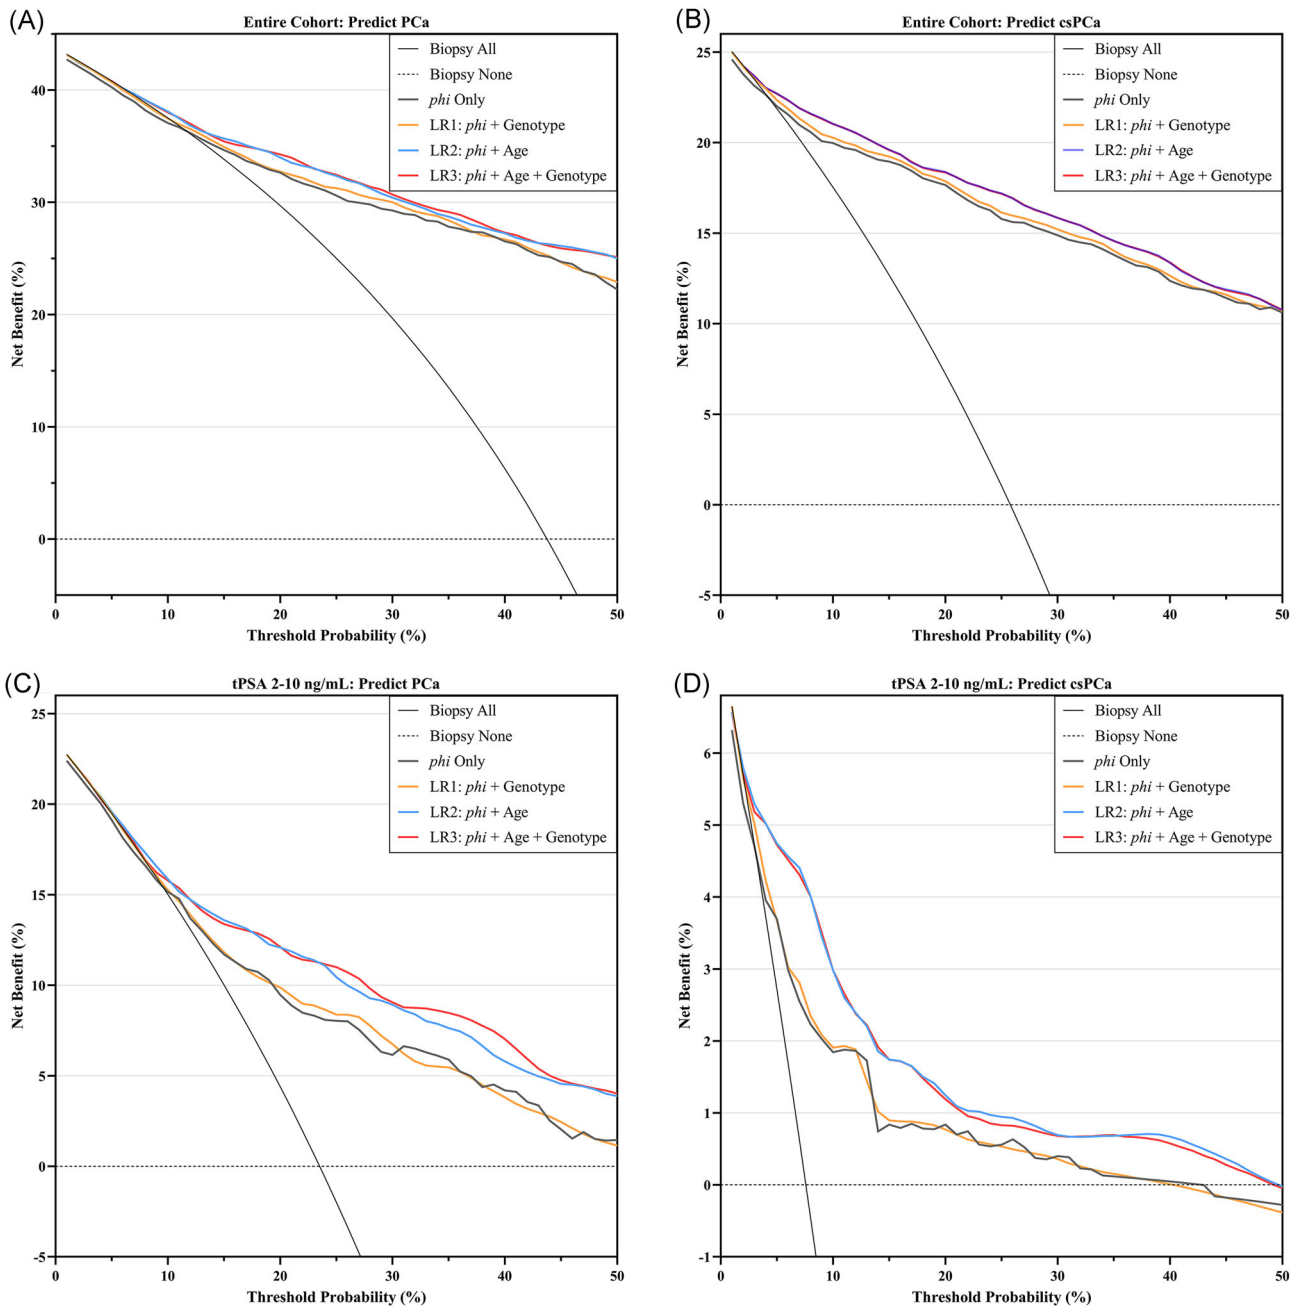 (A)
Entire Cohort: Predict PCa
Biopsy All
Biopsy None
phi Only
LR1: phi + Genotype
LR2: phi + Age
LR3: phi + Age + Genotype
40
30
20
10
0
Net Benefit (%)
0 10 20 30 40 50
Threshold Probability (%)
(B)
Entire Cohort: Predict csPCa
Biopsy All
Biopsy None
phi Only
LR1: phi + Genotype
LR2: phi + Age
LR3: phi + Age + Genotype
25
20
15
10
5
0
-5
Net Benefit (%)
0 10 20 30 40 50
Threshold Probability (%)
(C)
tPSA 2-10 ng/mL: Predict PCa
Biopsy All
Biopsy None
phi Only
LR1: phi + Genotype
LR2: phi + Age
LR3: phi + Age + Genotype
25
20
15
10
5
0
-5
Net Benefit (%)
0 10 20 30 40 50
Threshold Probability (%)
(D)
tPSA 2-10 ng/mL: Predict csPCa
Biopsy All
Biopsy None
phi Only
LR1: phi + Genotype
LR2: phi + Age
LR3: phi + Age + Genotype
6
5
4
3
2
1
0
-1
Net Benefit (%)
0 10 20 30 40 50
Threshold Probability (%)